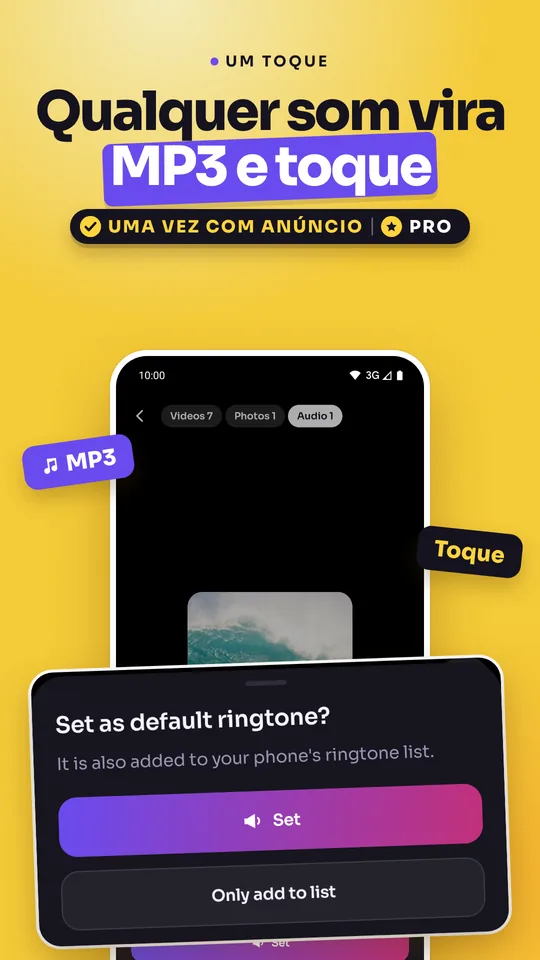 UM TOQUE
Qualquer som vira
MP3 e toque
UMA VEZ COM ANÚNCIO | PRO
10:00 3G
Videos 7 Photos 1 Audio 1
MP3
Toque
Set as default ringtone?
It is also added to your phone's ringtone list.
Set
Only add to list
Set